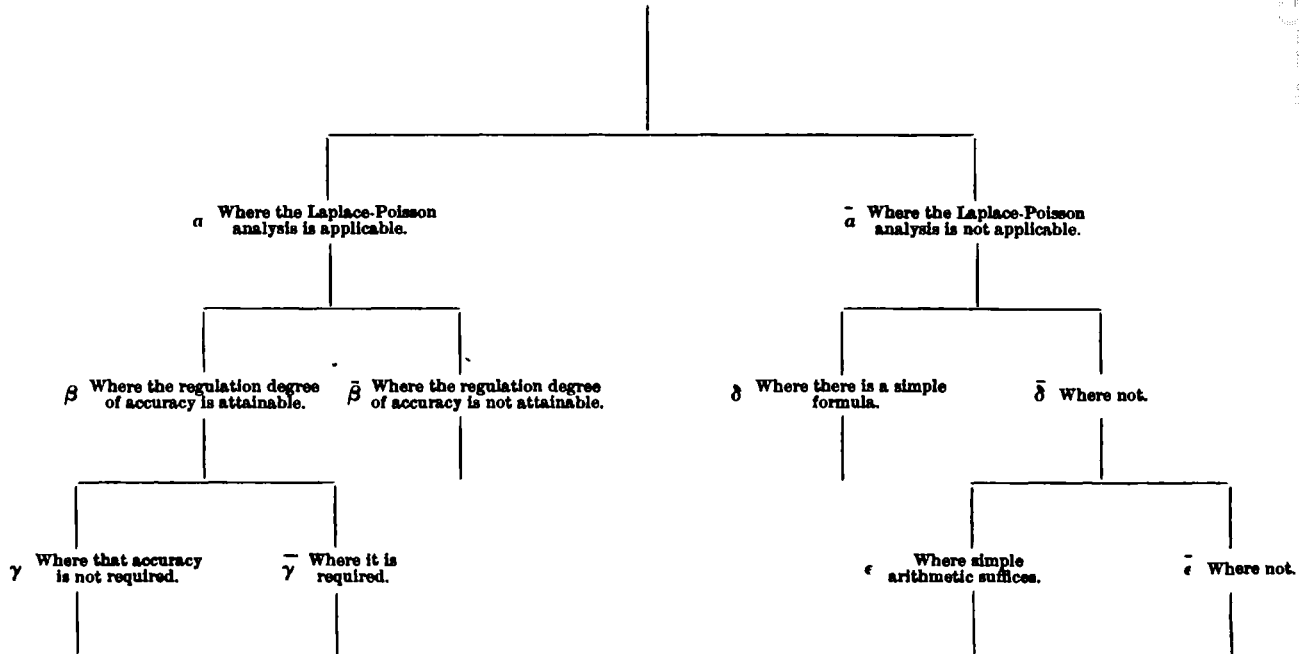 α Where the Laplace-Poisson
analysis is applicable.
ᾱ Where the Laplace-Poisson
analysis is not applicable.
β Where the regulation degree
of accuracy is attainable.
β̄ Where the regulation degree
of accuracy is not attainable.
δ Where there is a simple
formula.
δ̄ Where not.
γ Where that accuracy
is not required.
γ̄ Where it is
required.
ϵ Where simple
arithmetic suffices.
ϵ̄ Where not.